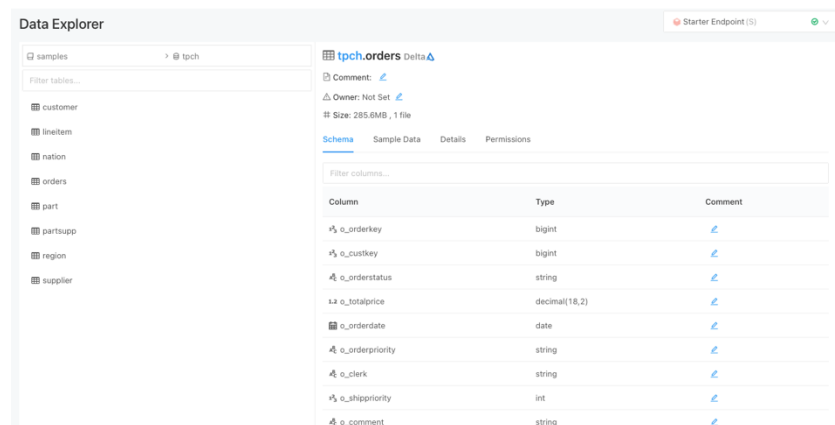 Data Explorer
Starter Endpoint (S)
samples > tpch
Filter tables...
customer
lineitem
nation
orders
part
partsupp
region
supplier
tpch.orders Delta
Comment:
Owner: Not Set
# Size: 285.6MB , 1 file
Schema Sample Data Details Permissions
Filter columns...
Column Type Comment
o_orderkey bigint
o_custkey bigint
o_orderstatus string
1.2 o_totalprice decimal(18,2)
o_orderdate date
o_orderpriority string
o_clerk string
o_shippriority int
o_comment string